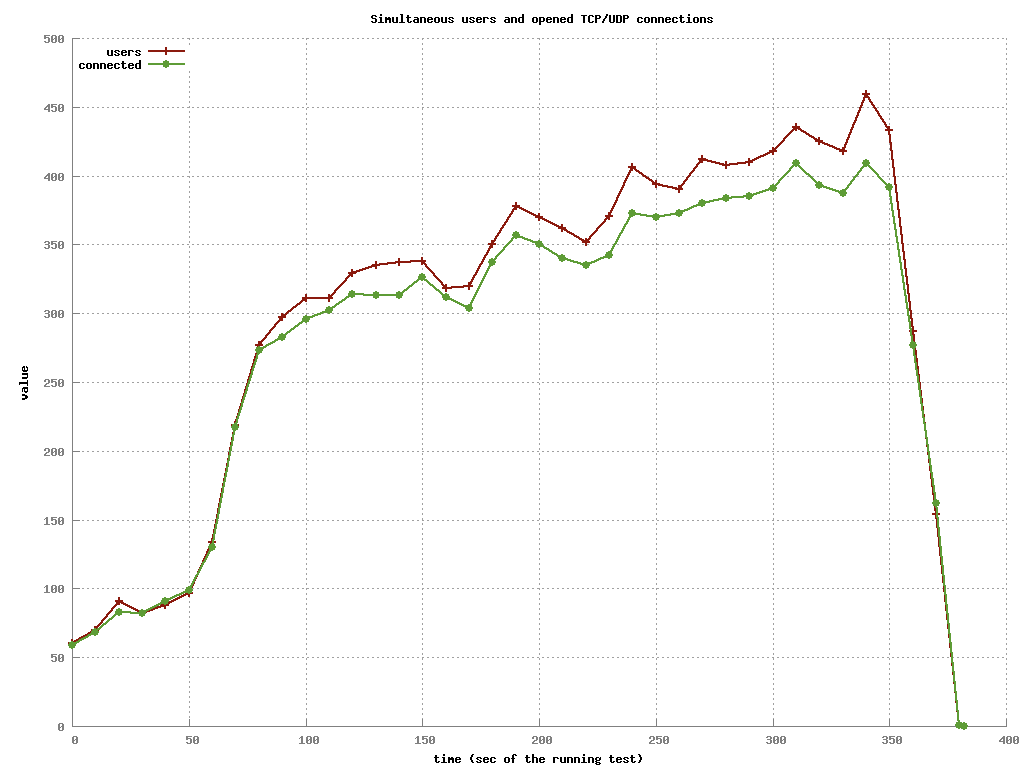 Simultaneous users and opened TCP/UDP connections
500
users
connected
450
400
350
300
250
value
200
150
100
50
0
0 50 100 150 200 250 300 350 400
time (sec of the running test)